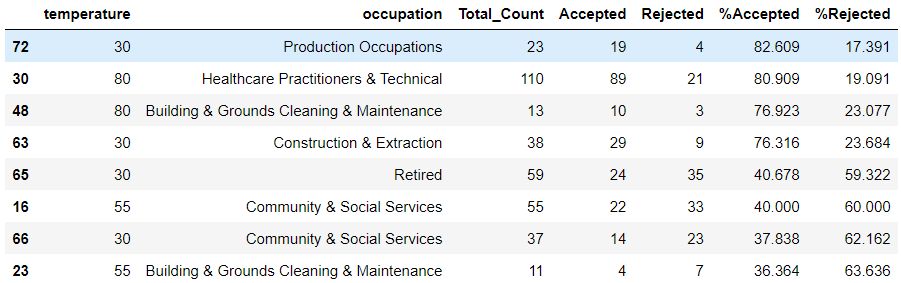 temperature occupation Total_Count Accepted Rejected %Accepted %Rejected
72 30 Production Occupations 23 19 4 82.609 17.391
30 80 Healthcare Practitioners & Technical 110 89 21 80.909 19.091
48 80 Building & Grounds Cleaning & Maintenance 13 10 3 76.923 23.077
63 30 Construction & Extraction 38 29 9 76.316 23.684
65 30 Retired 59 24 35 40.678 59.322
16 55 Community & Social Services 55 22 33 40.000 60.000
66 30 Community & Social Services 37 14 23 37.838 62.162
23 55 Building & Grounds Cleaning & Maintenance 11 4 7 36.364 63.636